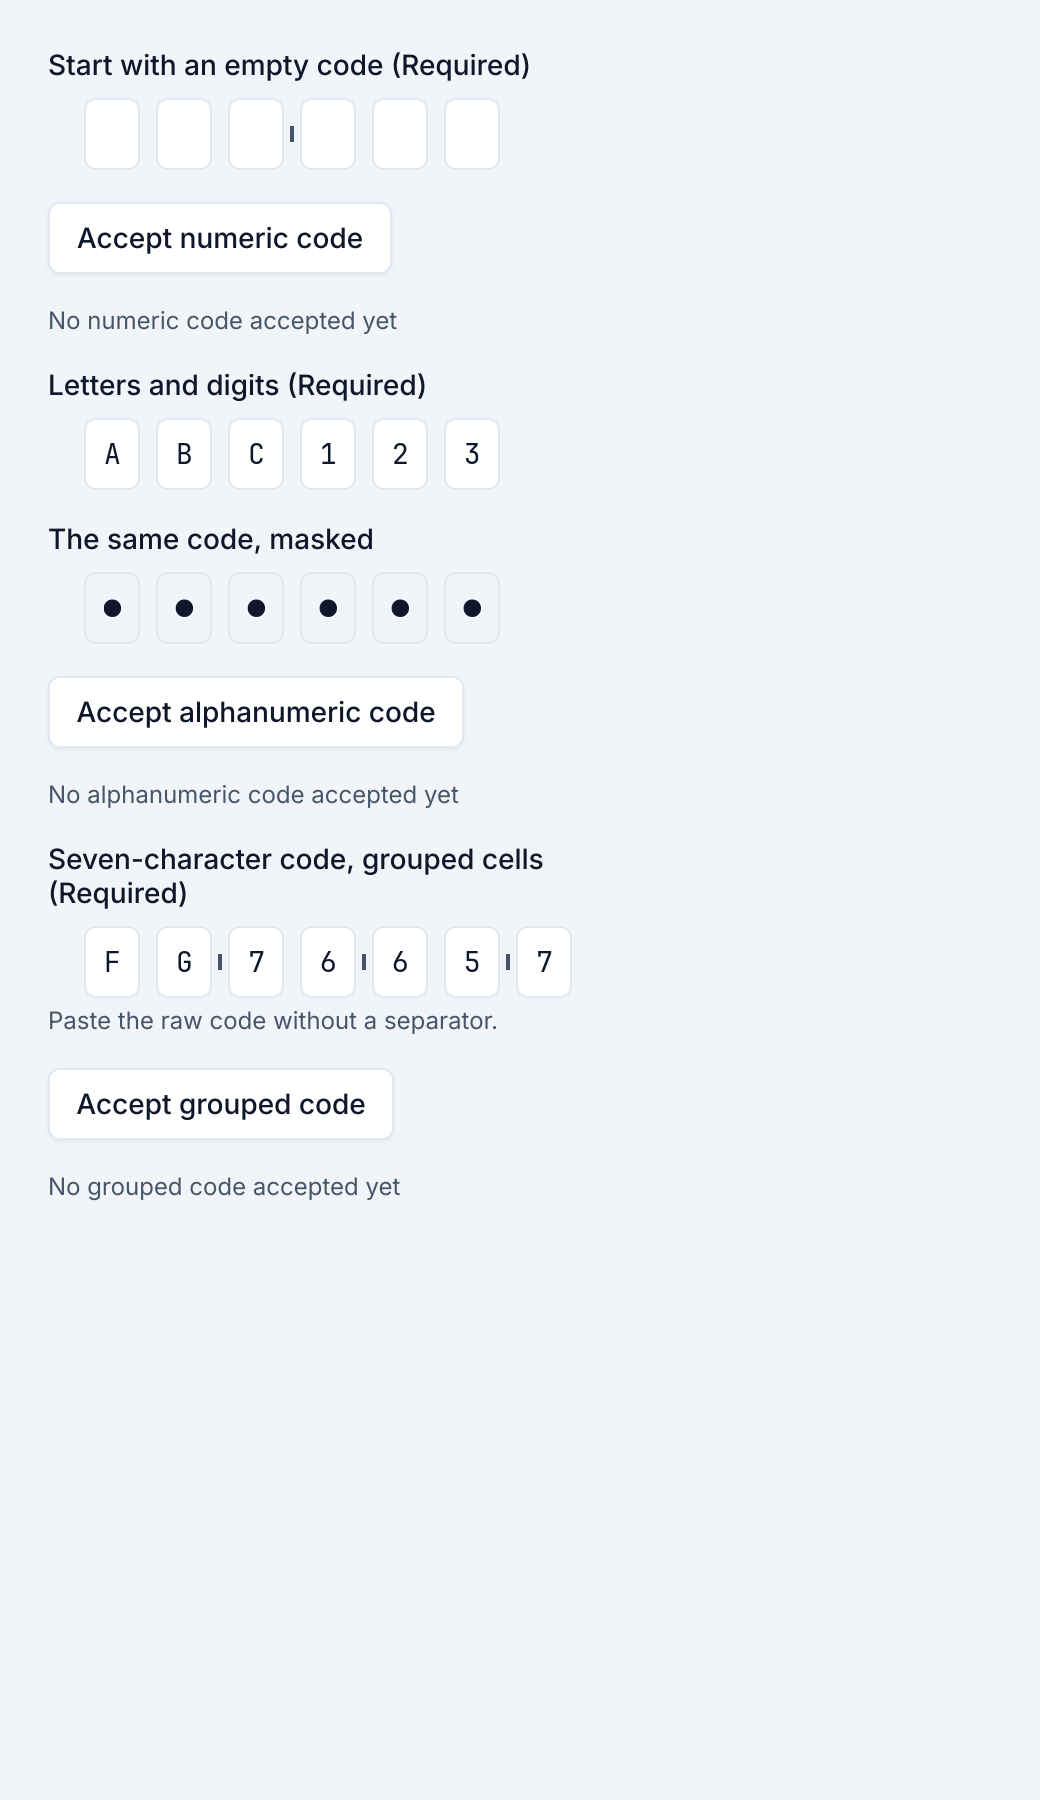 Start with an empty code (Required)
Accept numeric code
No numeric code accepted yet
Letters and digits (Required)
A B C 1 2 3
The same code, masked
● ● ● ● ● ●
Accept alphanumeric code
No alphanumeric code accepted yet
Seven-character code, grouped cells
(Required)
F G 7 6 6 5 7
Paste the raw code without a separator.
Accept grouped code
No grouped code accepted yet